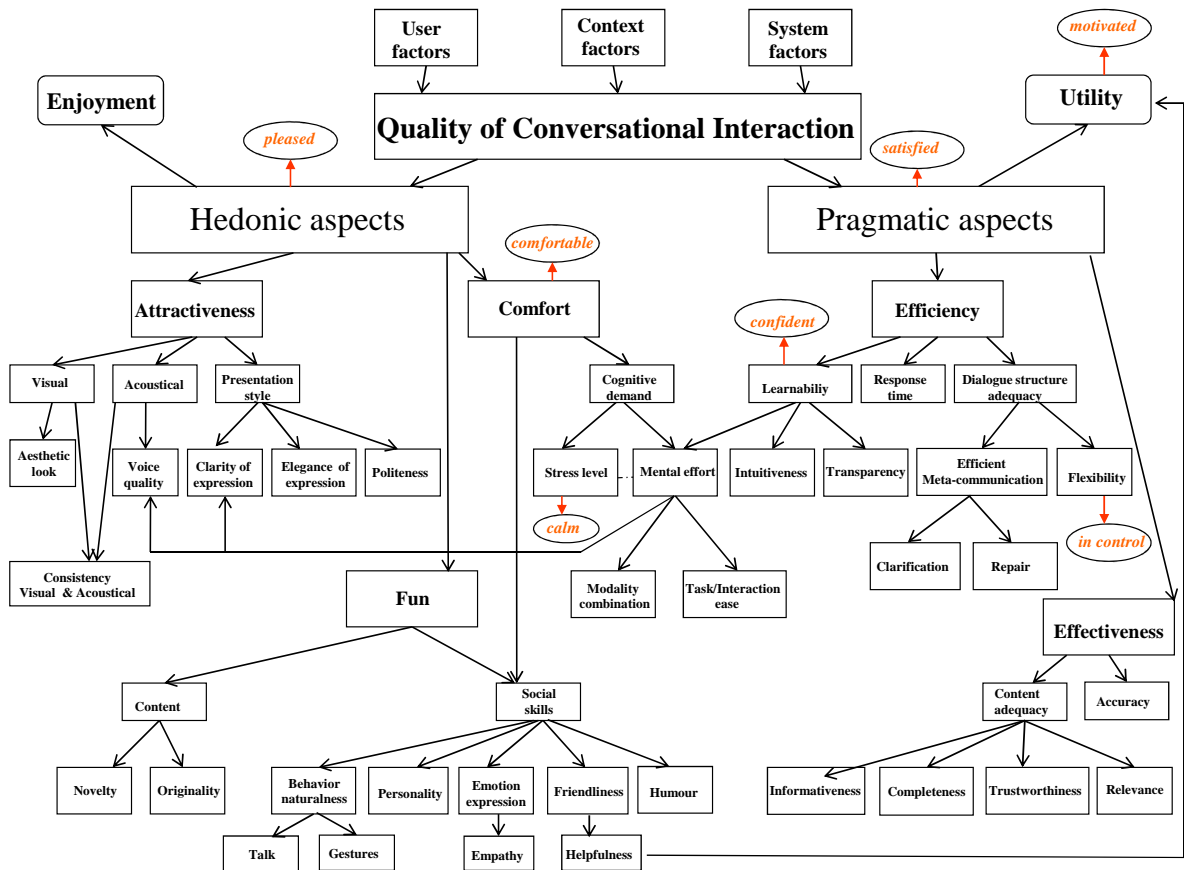 User
factors
Context
factors
System
factors
motivated
Enjoyment
Utility
Quality of Conversational Interaction
pleased
satisfied
Hedonic aspects
Pragmatic aspects
comfortable
Attractiveness
Comfort
confident
Efficiency
Visual
Acoustical
Presentation
style
Cognitive
demand
Learnabiliy
Response
time
Dialogue structure
adequacy
Aesthetic
look
Voice
quality
Clarity of
expression
Elegance of
expression
Politeness
Stress level
Mental effort
Intuitiveness
Transparency
Efficient
Meta-communication
Flexibility
calm
in control
Consistency
Visual & Acoustical
Fun
Modality
combination
Task/Interaction
ease
Clarification
Repair
Effectiveness
Content
Social
skills
Content
adequacy
Accuracy
Novelty
Originality
Behavior
naturalness
Personality
Emotion
expression
Friendliness
Humour
Informativeness
Completeness
Trustworthiness
Relevance
Talk
Gestures
Empathy
Helpfulness